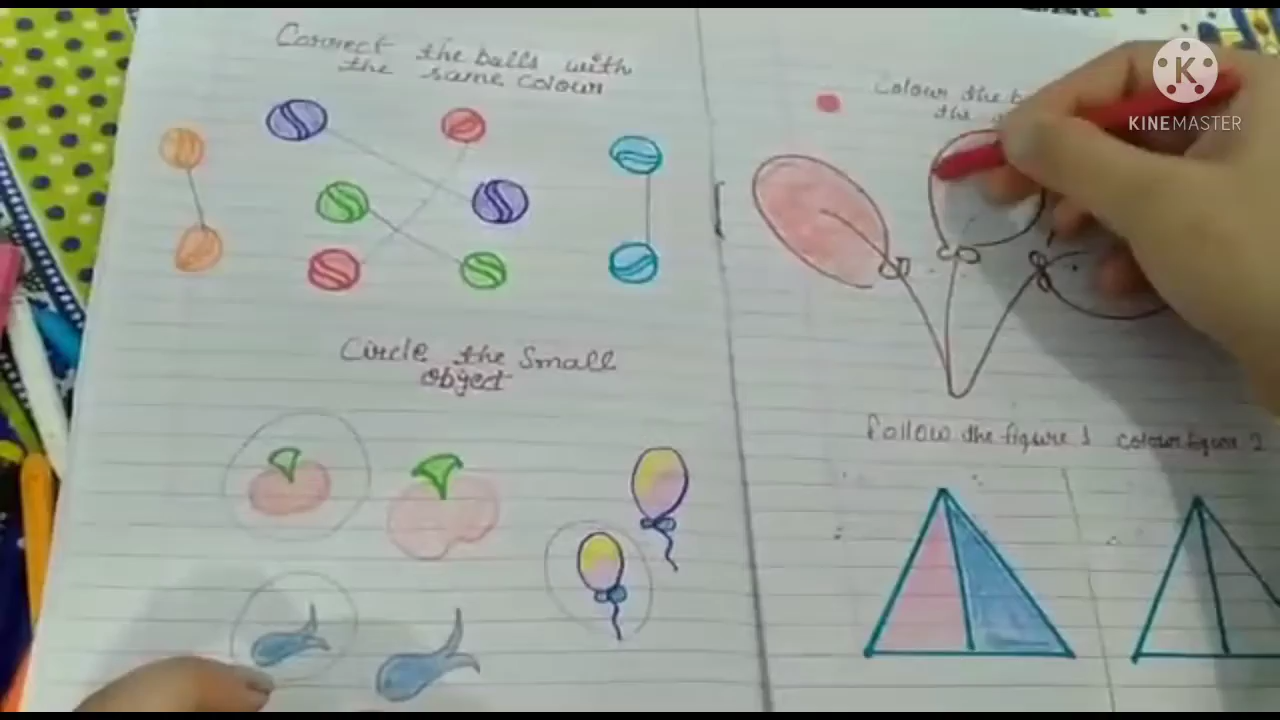 Connect the balls with
the same colour
Circle the small
object
Colour the
the
Follow the figure 1 colour figure 2
KINEMASTER